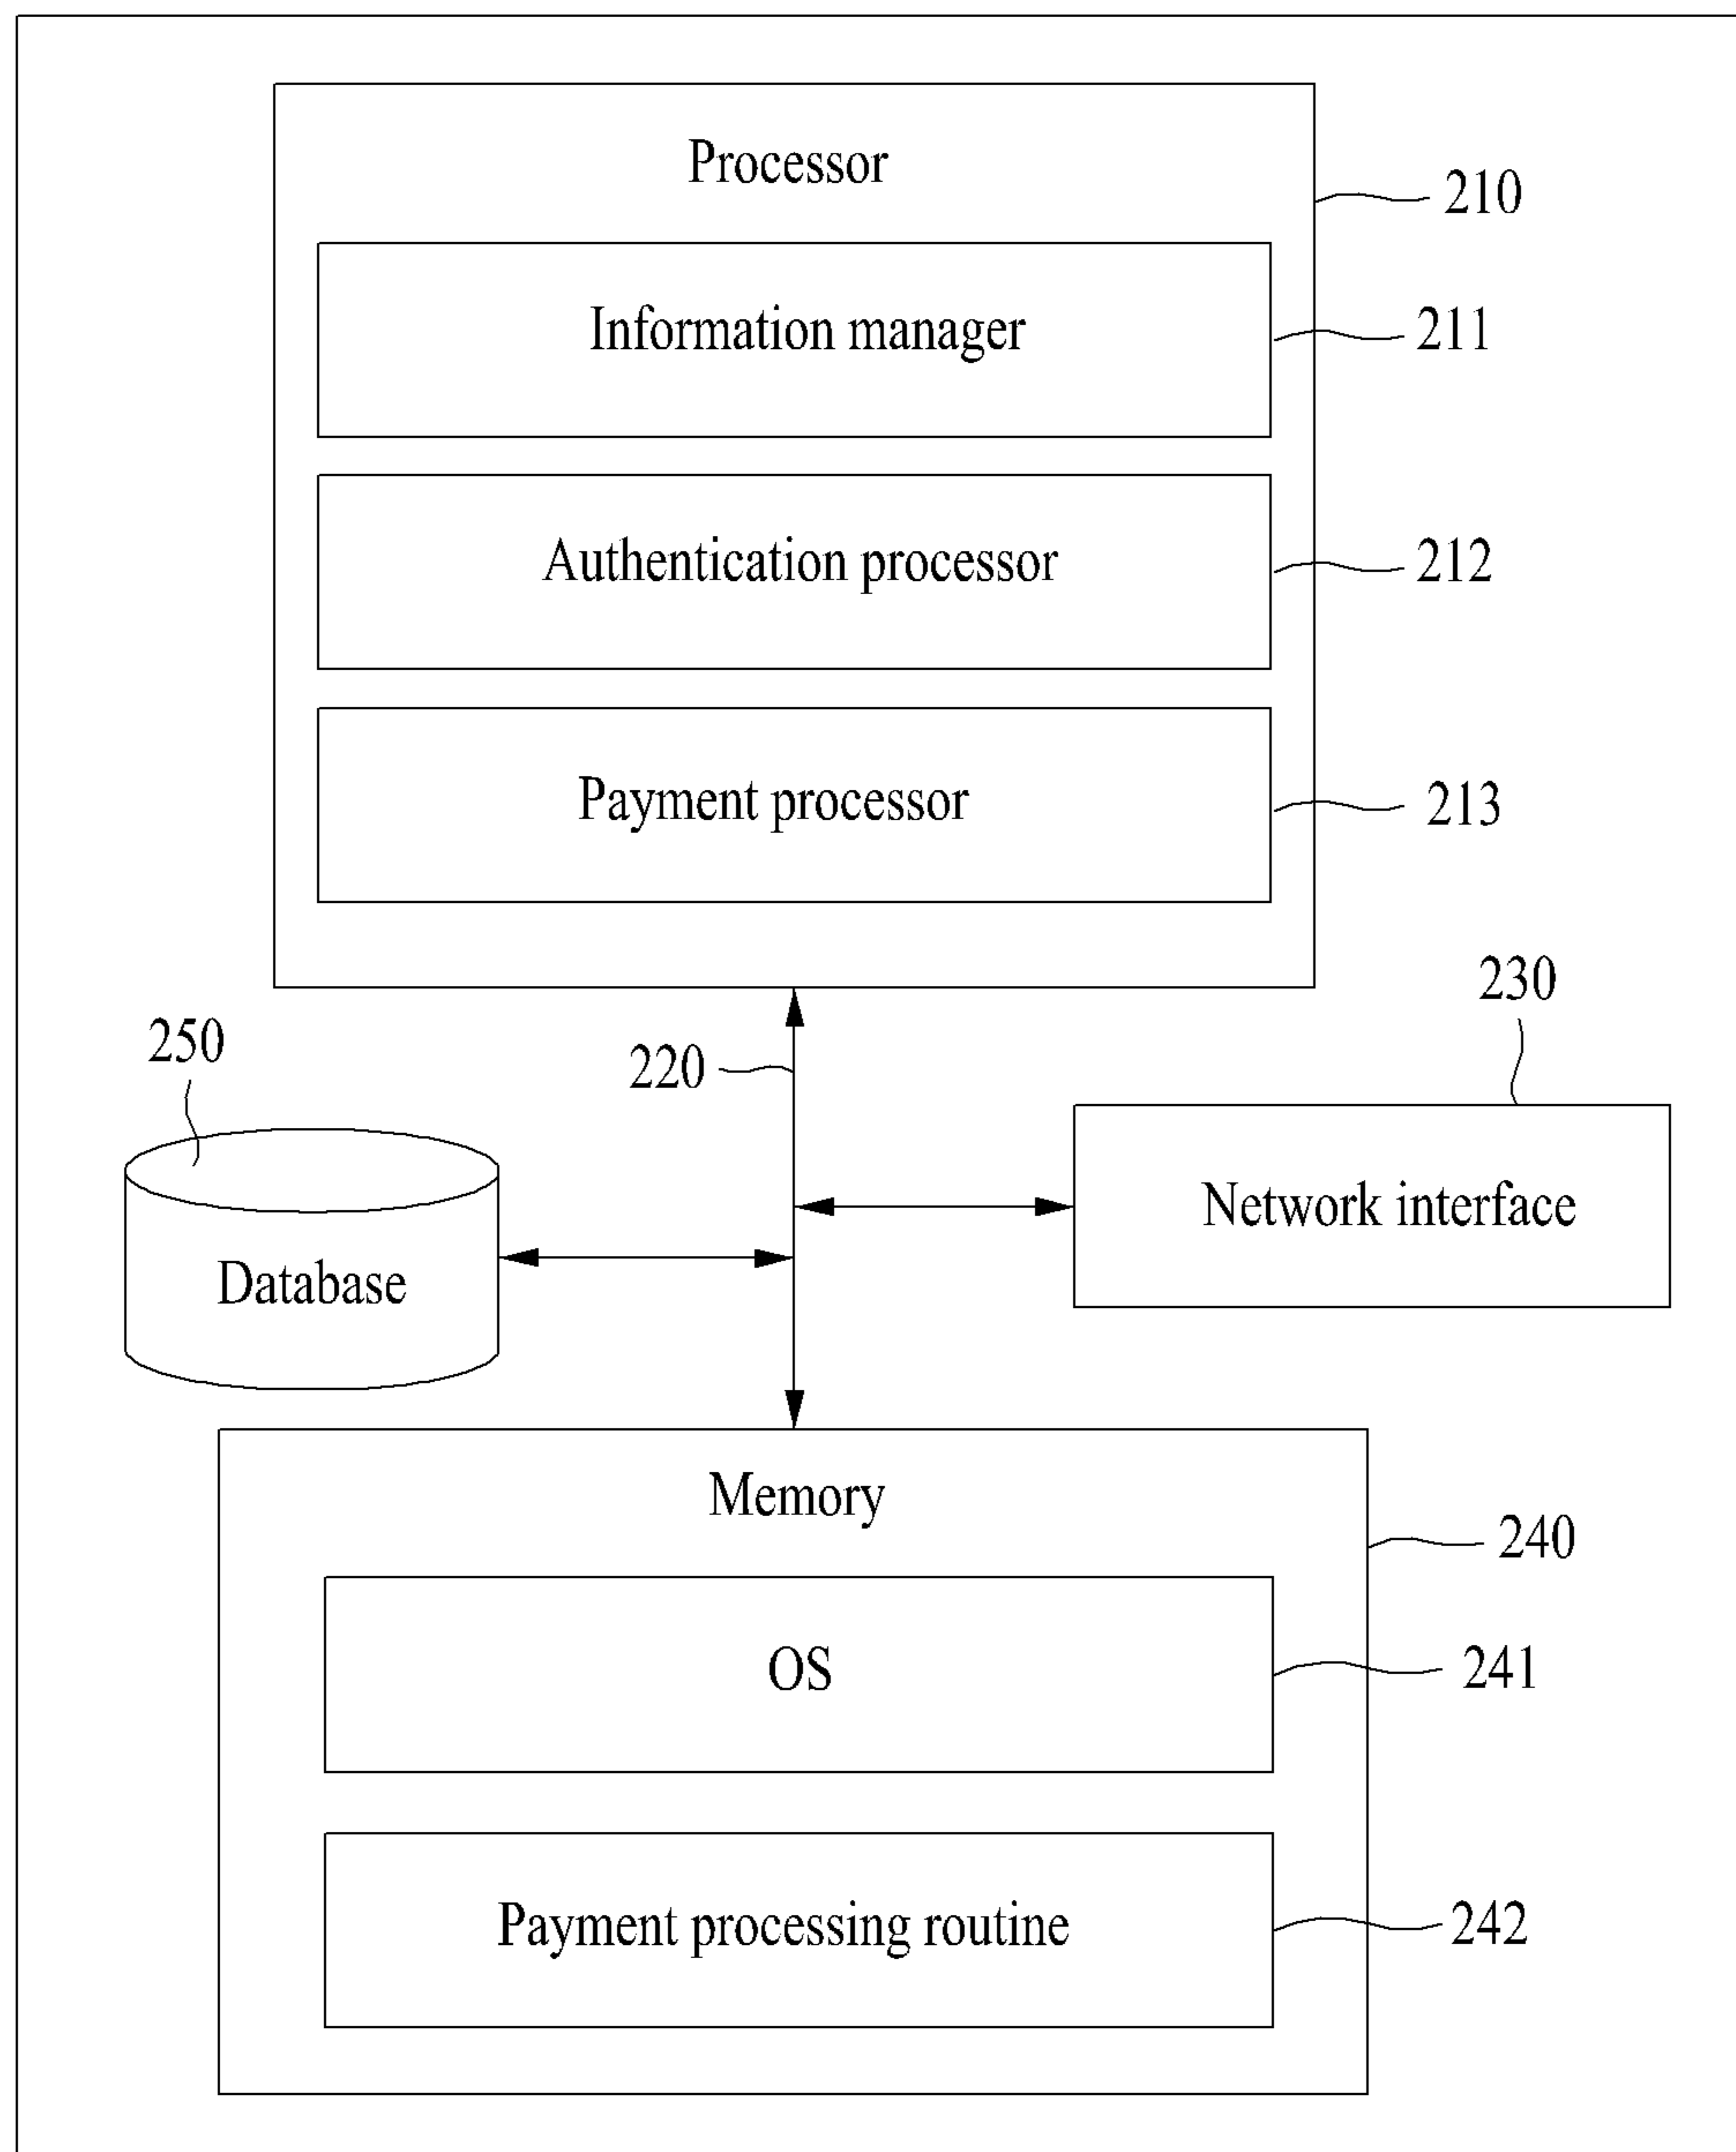 Processor
210
Information manager
211
Authentication processor
212
Payment processor
213
230
250
220
Network interface
Database
Memory
240
OS
241
Payment processing routine
242